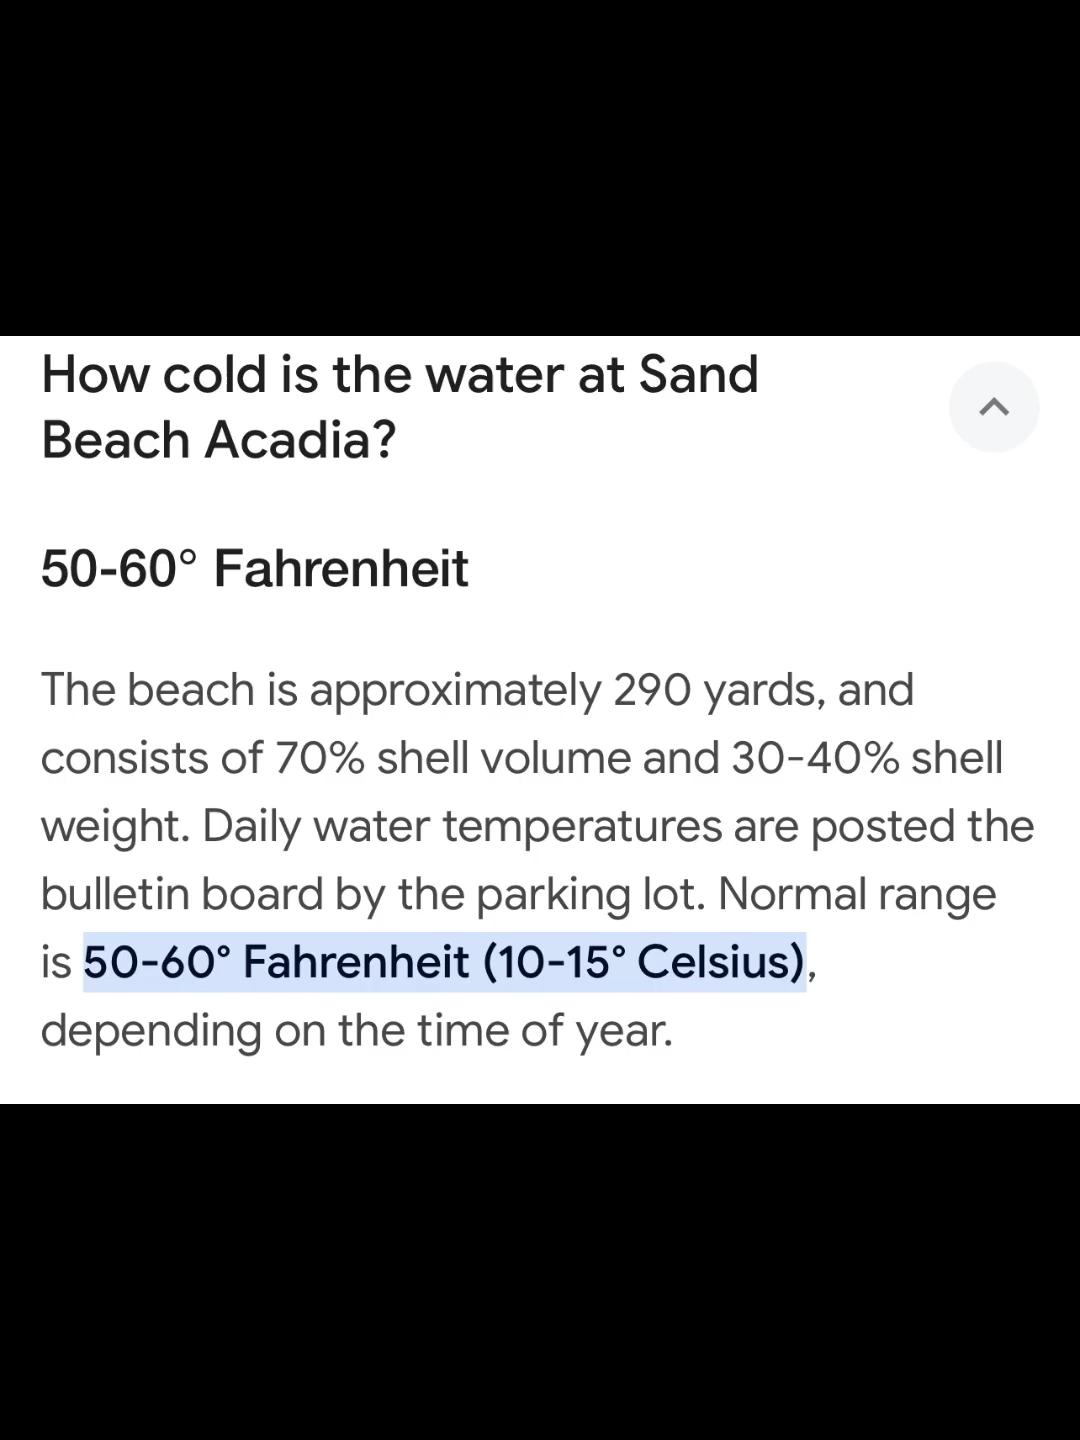 How cold is the water at Sand
Beach Acadia?
50-60° Fahrenheit
The beach is approximately 290 yards, and
consists of 70% shell volume and 30-40% shell
weight. Daily water temperatures are posted the
bulletin board by the parking lot. Normal range
is 50-60° Fahrenheit (10-15° Celsius),
depending on the time of year.